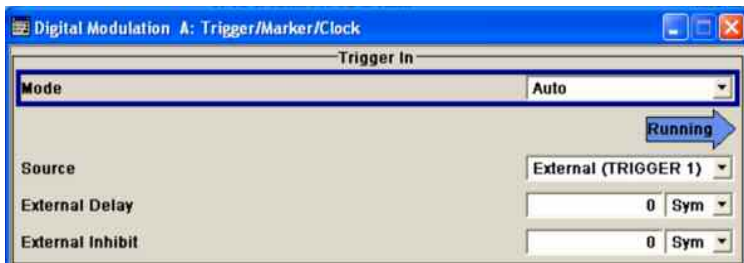 Digital Modulation A: Trigger/Marker/Clock
Trigger In
Mode Auto
Running
Source External (TRIGGER 1)
External Delay 0 Sym
External Inhibit 0 Sym